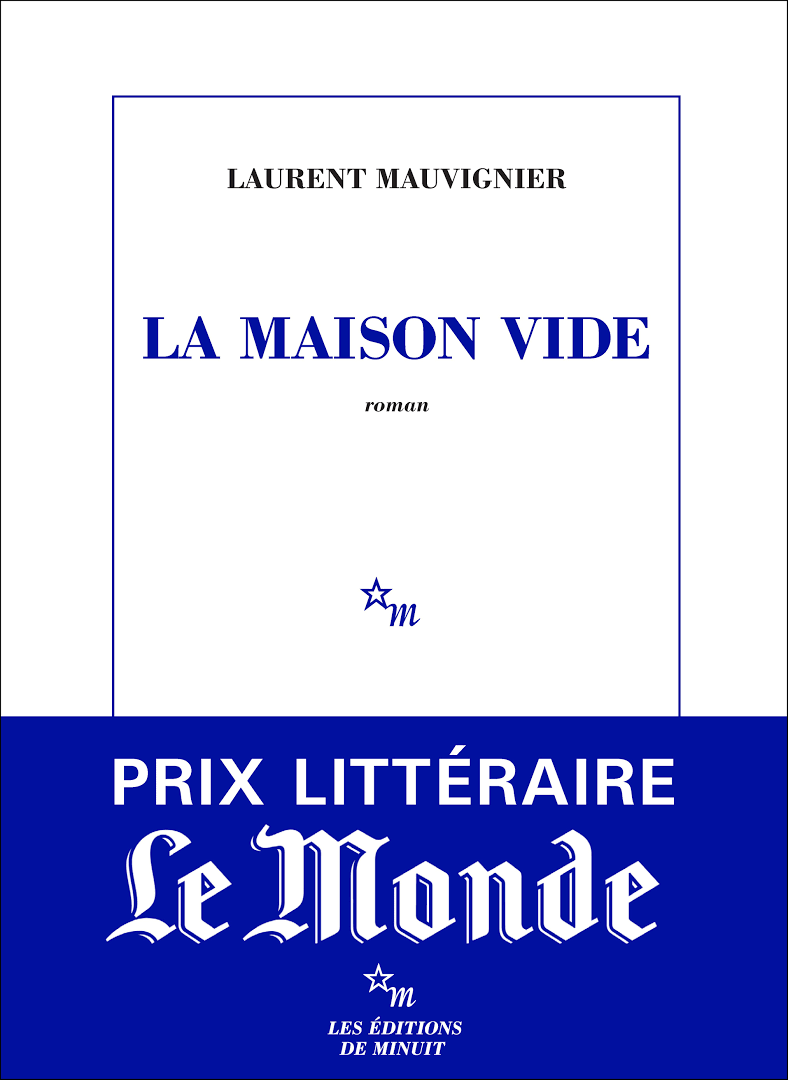 LAURENT MAUVIGNIER
LA MAISON VIDE
roman
m
PRIX LITTÉRAIRE
Le Monde
m
LES ÉDITIONS
DE MINUIT